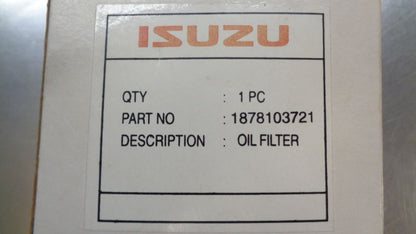 ISUZU
QTY : 1 PC
PART NO : 1878103721
DESCRIPTION : OIL FILTER